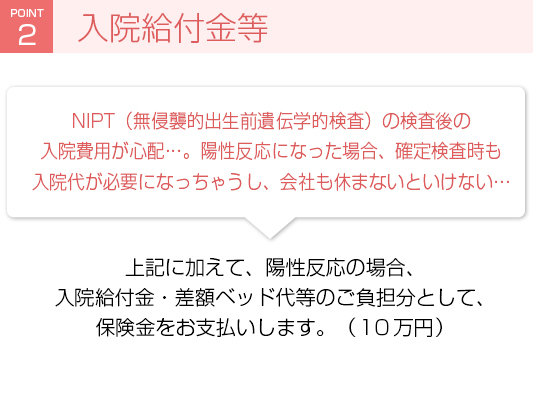 POINT
2
入院給付金等
NIPT（無侵襲的出生前遺伝学的検査）の検査後の
入院費用が心配…。陽性反応になった場合、確定検査時も
入院代が必要になっちゃうし、会社も休まないといけない…
上記に加えて、陽性反応の場合、
入院給付金・差額ベッド代等のご負担分として、
保険金をお支払いします。（10万円）